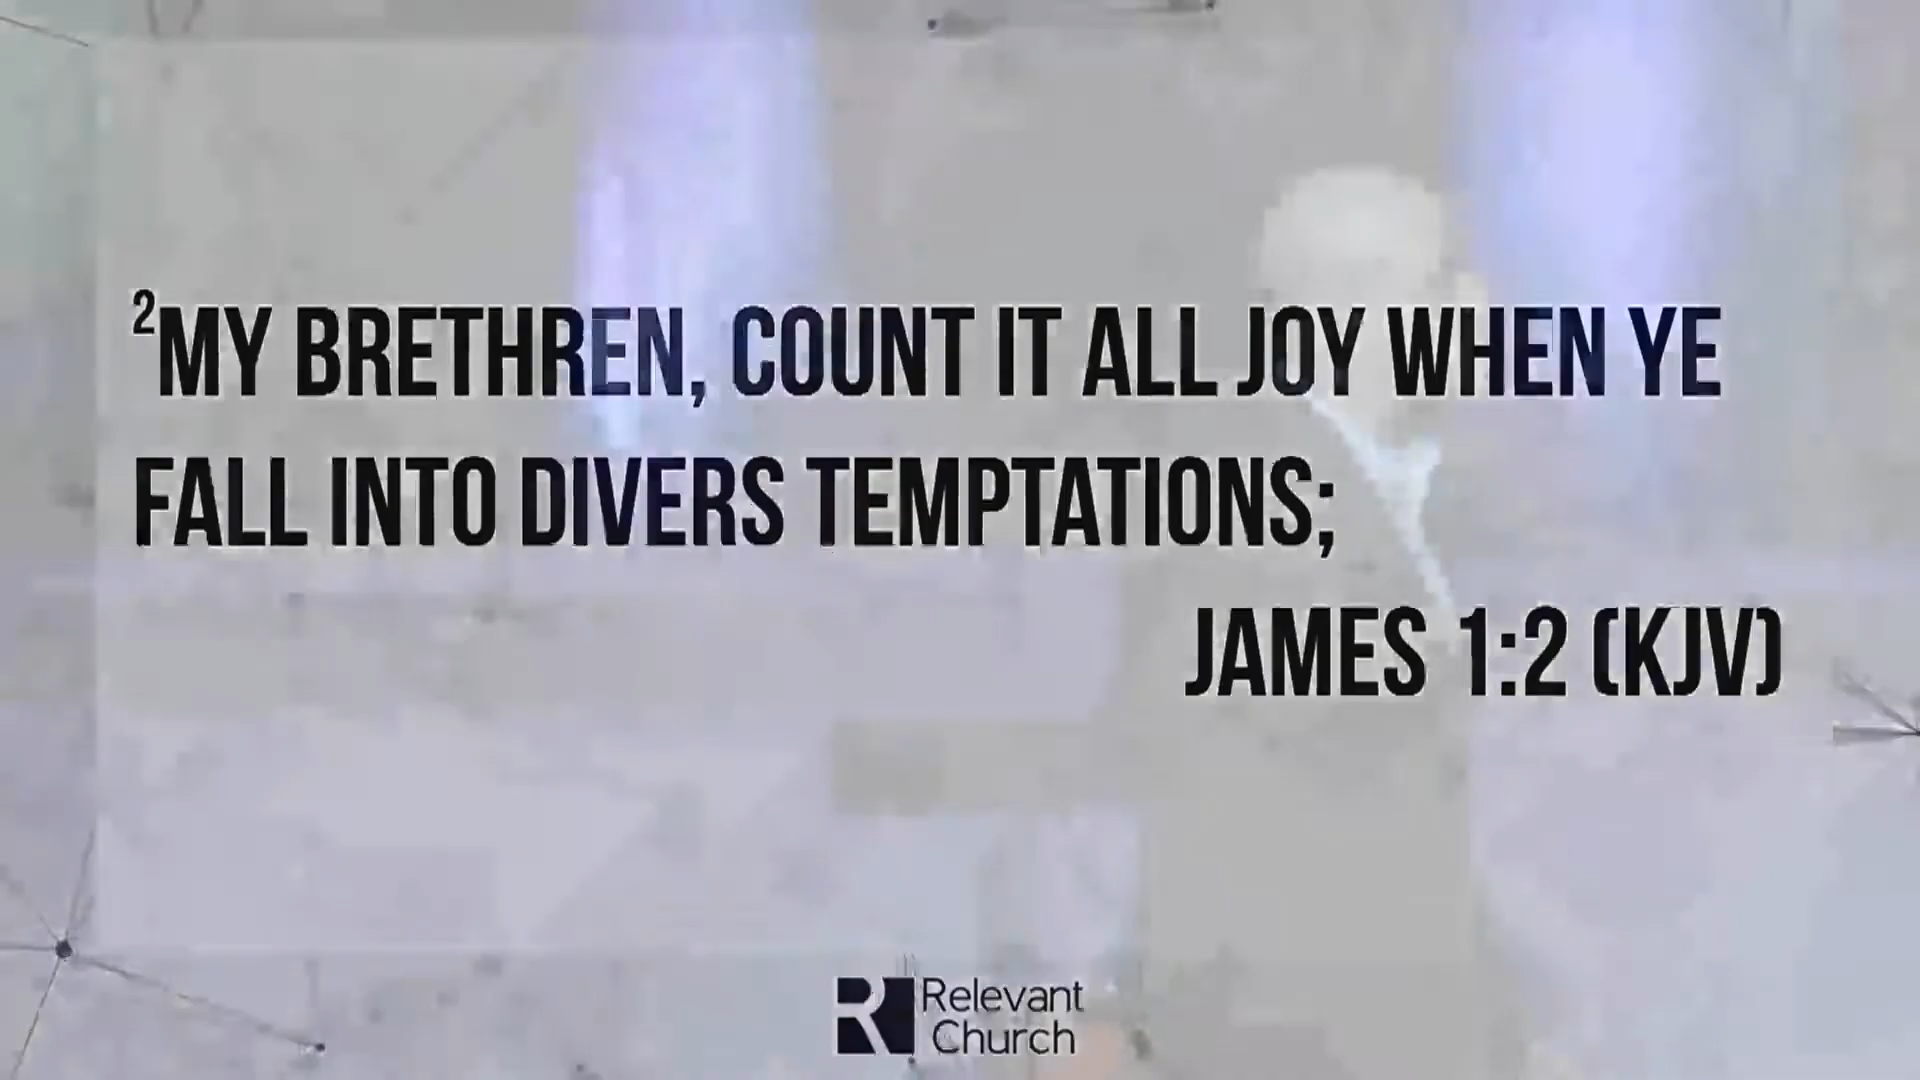 ²MY BRETHREN, COUNT IT ALL JOY WHEN YE
FALL INTO DIVERS TEMPTATIONS;
JAMES 1:2 (KJV)
Relevant
Church